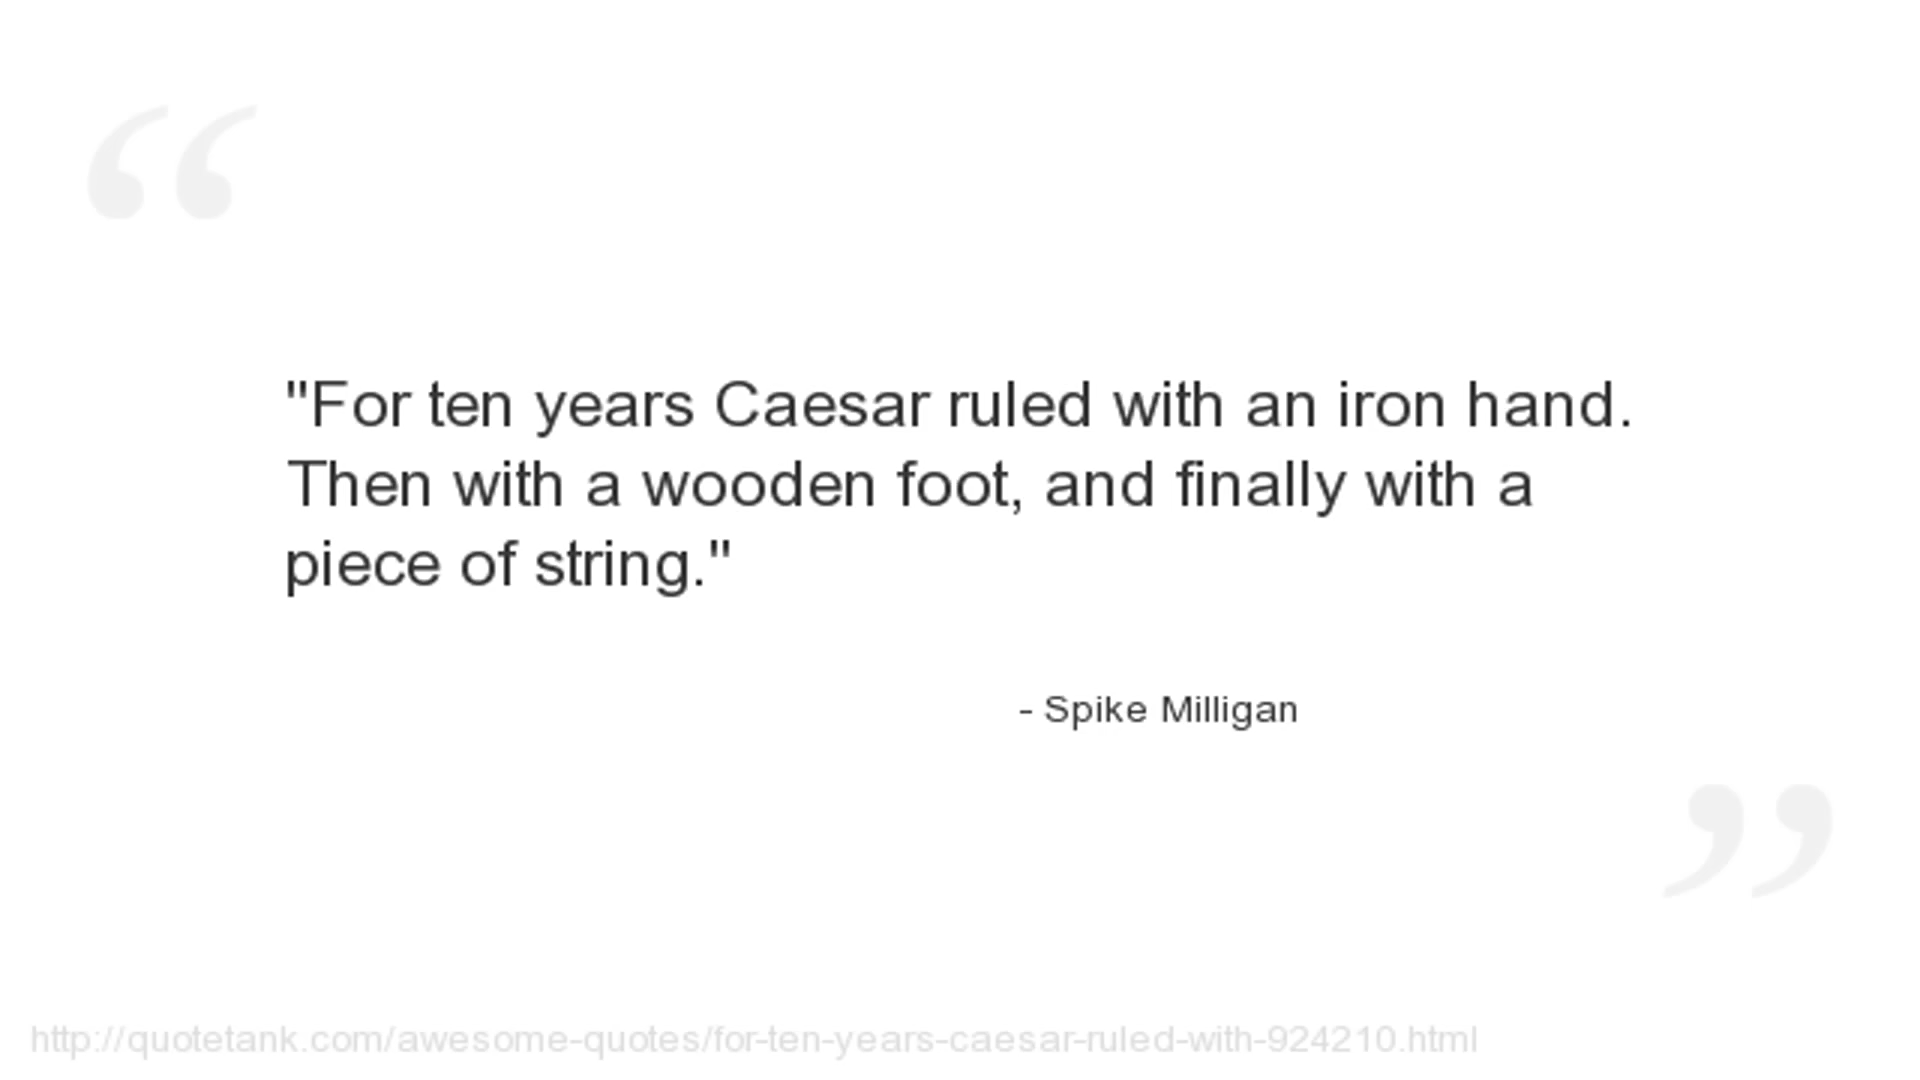 "For ten years Caesar ruled with an iron hand.
Then with a wooden foot, and finally with a
piece of string."
- Spike Milligan
http://quotetank.com/awesome-quotes/for-ten-years-caesar-ruled-with-924210.html